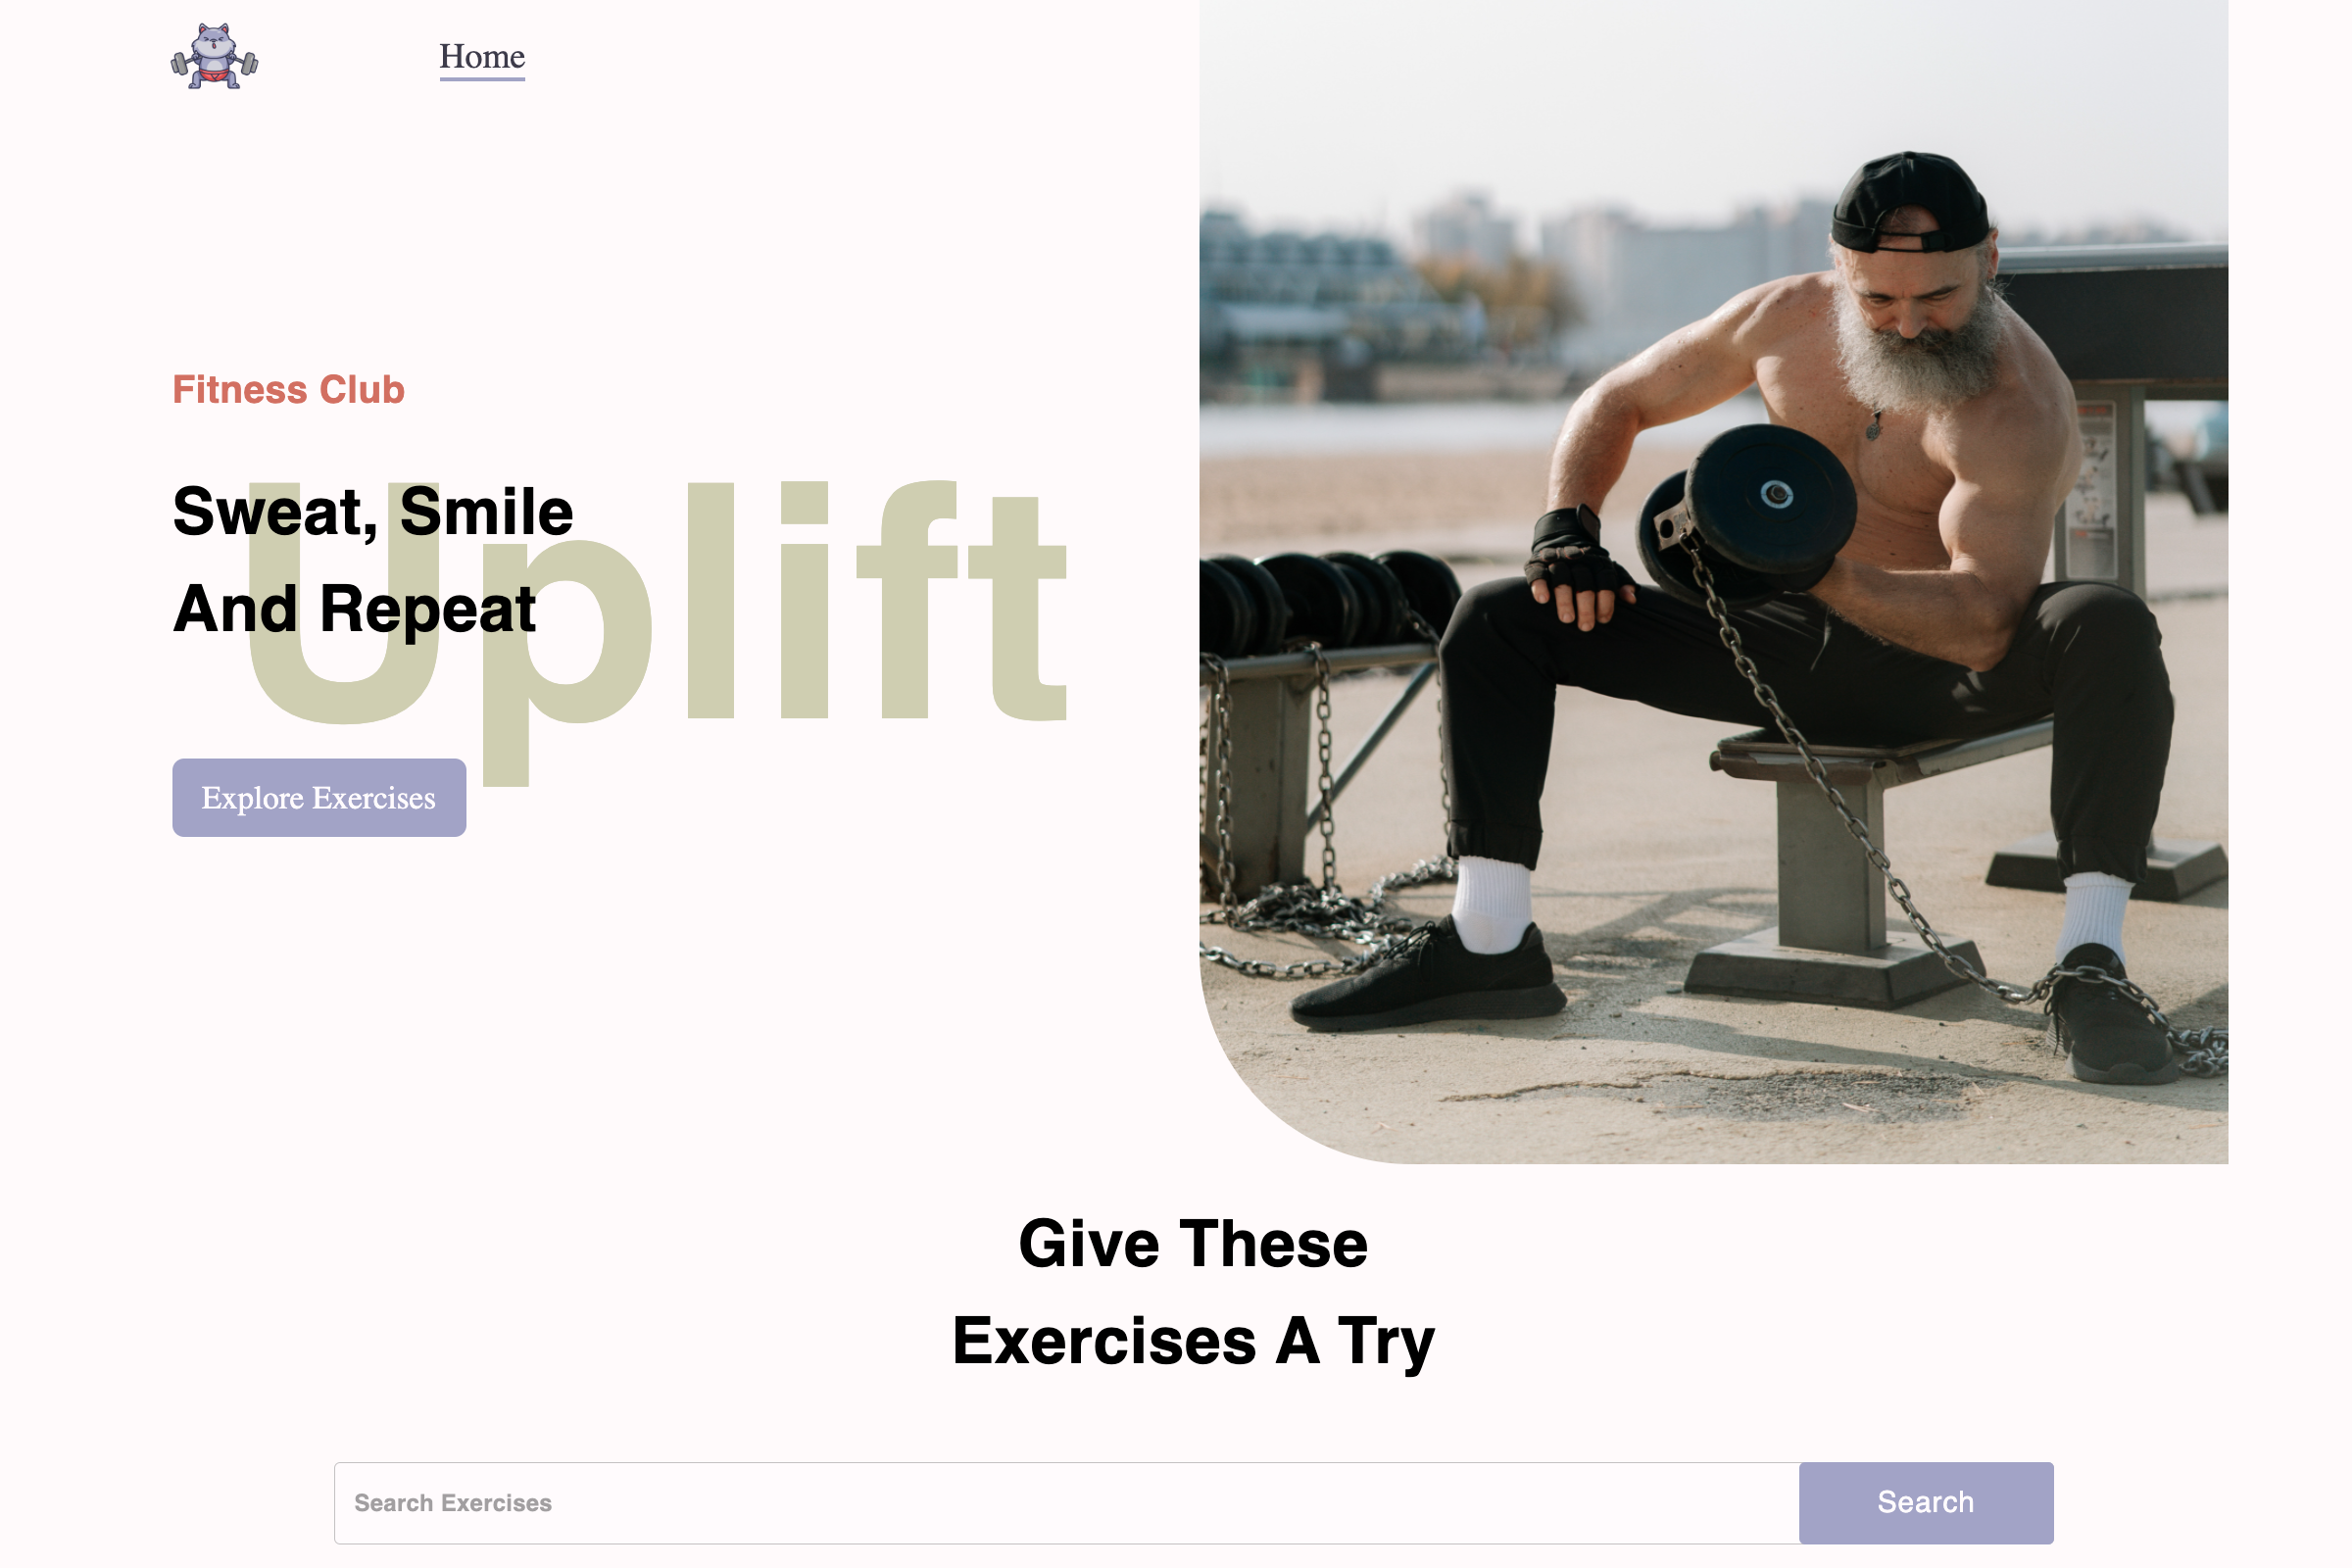 Home
Fitness Club
Sweat, Smile
And Repeat
Uplift
Explore Exercises
Give These
Exercises A Try
Search Exercises
Search